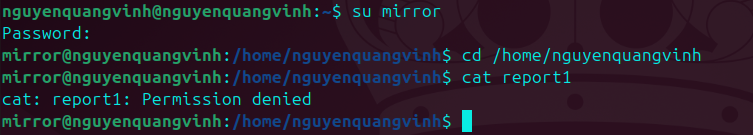 nguyenquangvinh@nguyenquangvinh:~$ su mirror
Password:
mirror@nguyenquangvinh:/home/nguyenquangvinh$ cd /home/nguyenquangvinh
mirror@nguyenquangvinh:/home/nguyenquangvinh$ cat report1
cat: report1: Permission denied
mirror@nguyenquangvinh:/home/nguyenquangvinh$